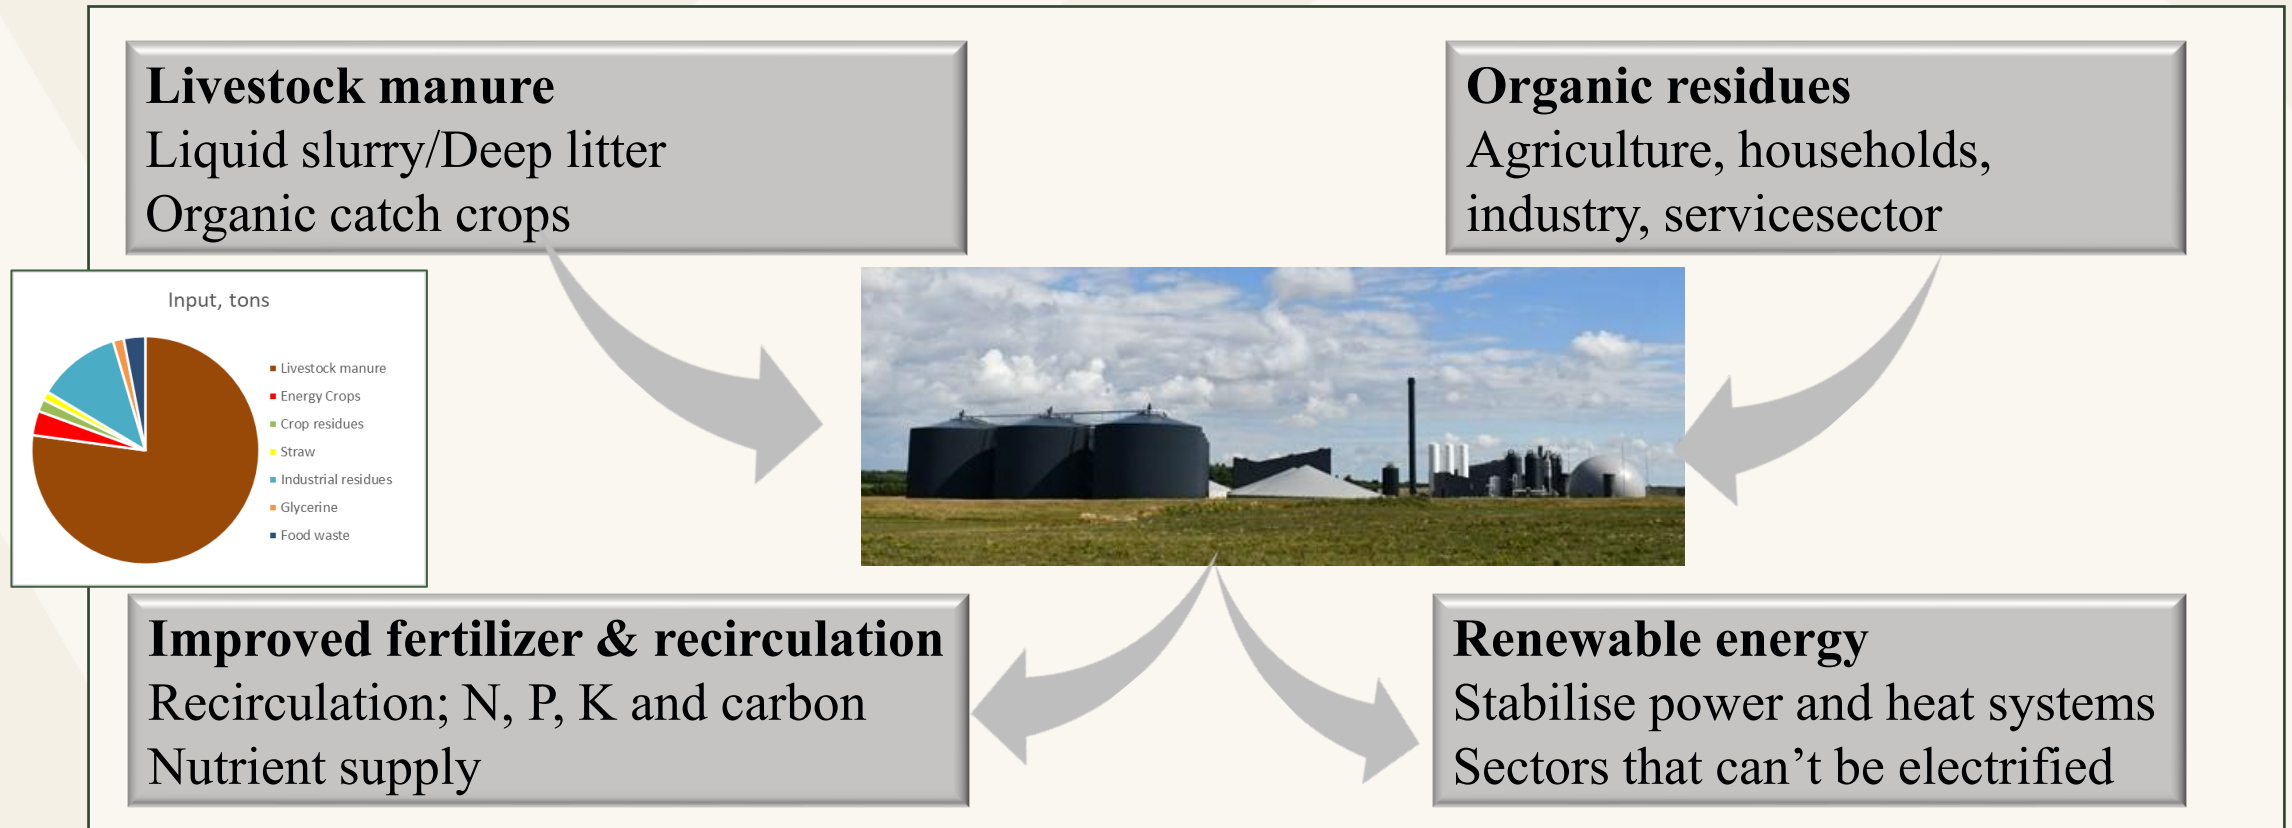 Livestock manure
Liquid slurry/Deep litter
Organic catch crops
Organic residues
Agriculture, households,
industry, servicesector
Input, tons
Livestock manure
Energy Crops
Crop residues
Straw
Industrial residues
Glycerine
Food waste
Improved fertilizer & recirculation
Recirculation; N, P, K and carbon
Nutrient supply
Renewable energy
Stabilise power and heat systems
Sectors that can’t be electrified